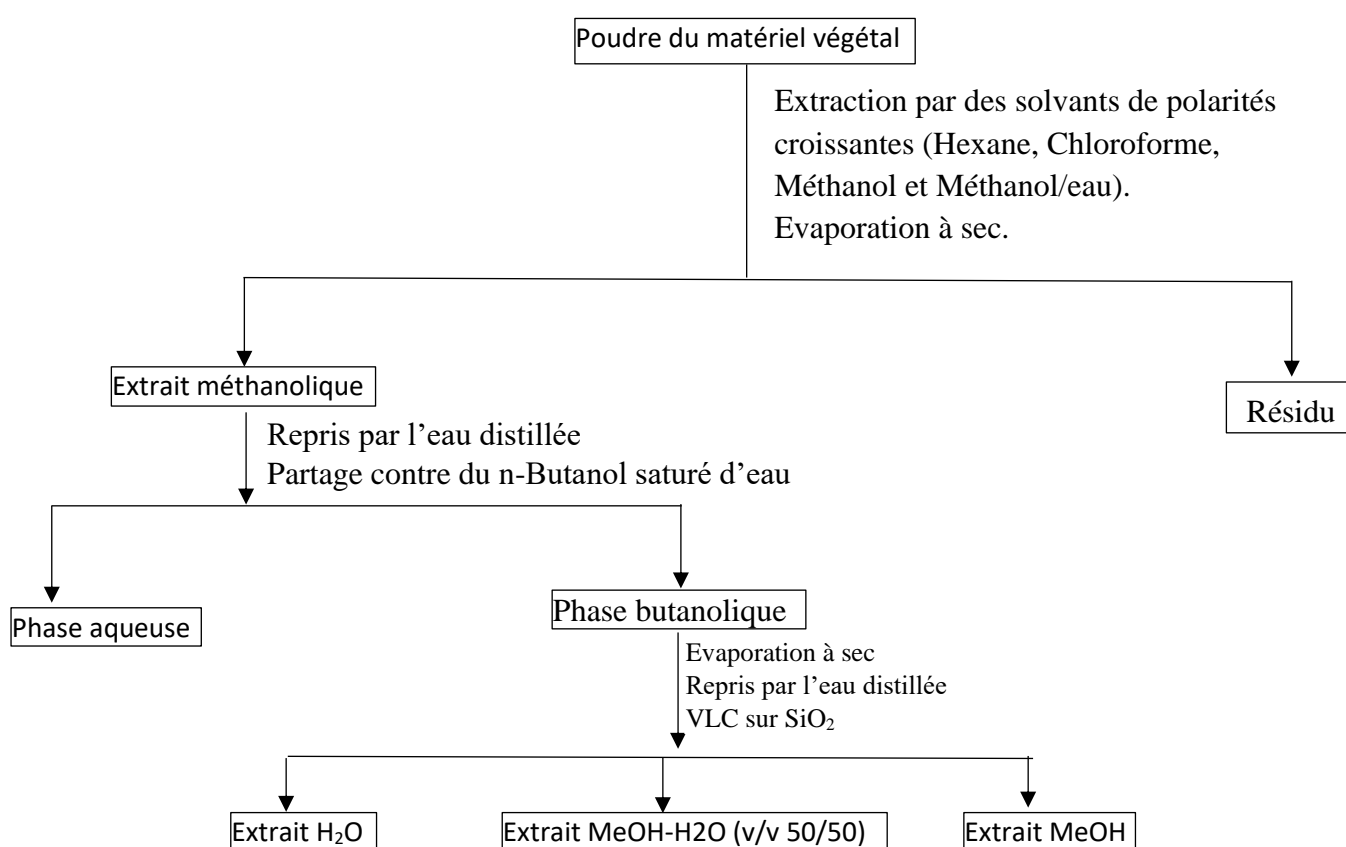 Poudre du matériel végétal
Extraction par des solvants de polarités
croissantes (Hexane, Chloroforme,
Méthanol et Méthanol/eau).
Evaporation à sec.
Extrait méthanolique
Résidu
Repris par l’eau distillée
Partage contre du n-Butanol saturé d’eau
Phase aqueuse
Phase butanolique
Evaporation à sec
Repris par l’eau distillée
VLC sur SiO₂
Extrait H₂O
Extrait MeOH-H2O (v/v 50/50)
Extrait MeOH